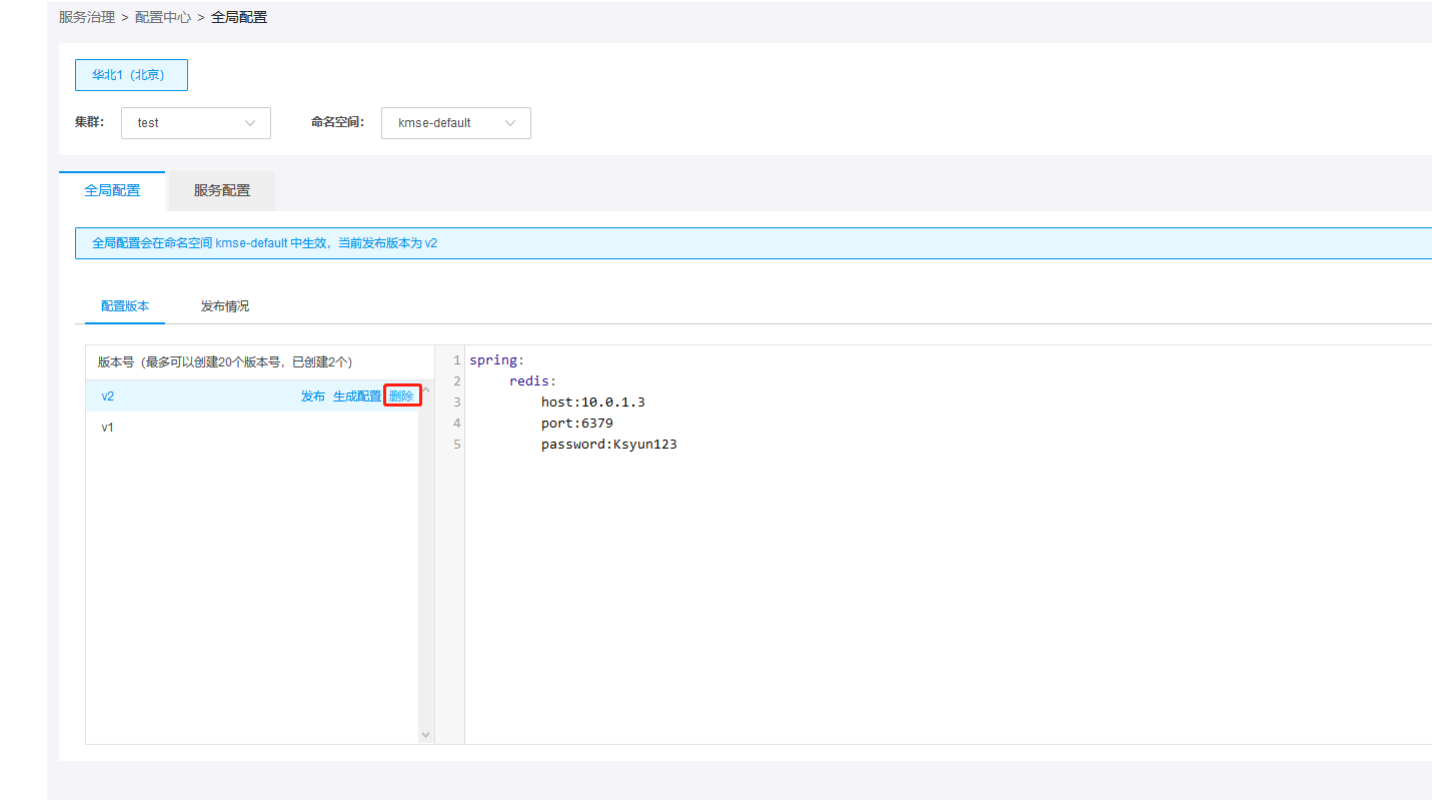 服务治理 > 配置中心 > 全局配置
华北1（北京）
集群： test 命名空间： kmse-default
全局配置 服务配置
全局配置会在命名空间 kmse-default 中生效，当前发布版本为 v2
配置版本 发布情况
版本号（最多可以创建20个版本号，已创建2个）
v2 发布 生成配置 删除
v1
1 spring:
2 redis:
3 host:10.0.1.3
4 port:6379
5 password:Ksyun123